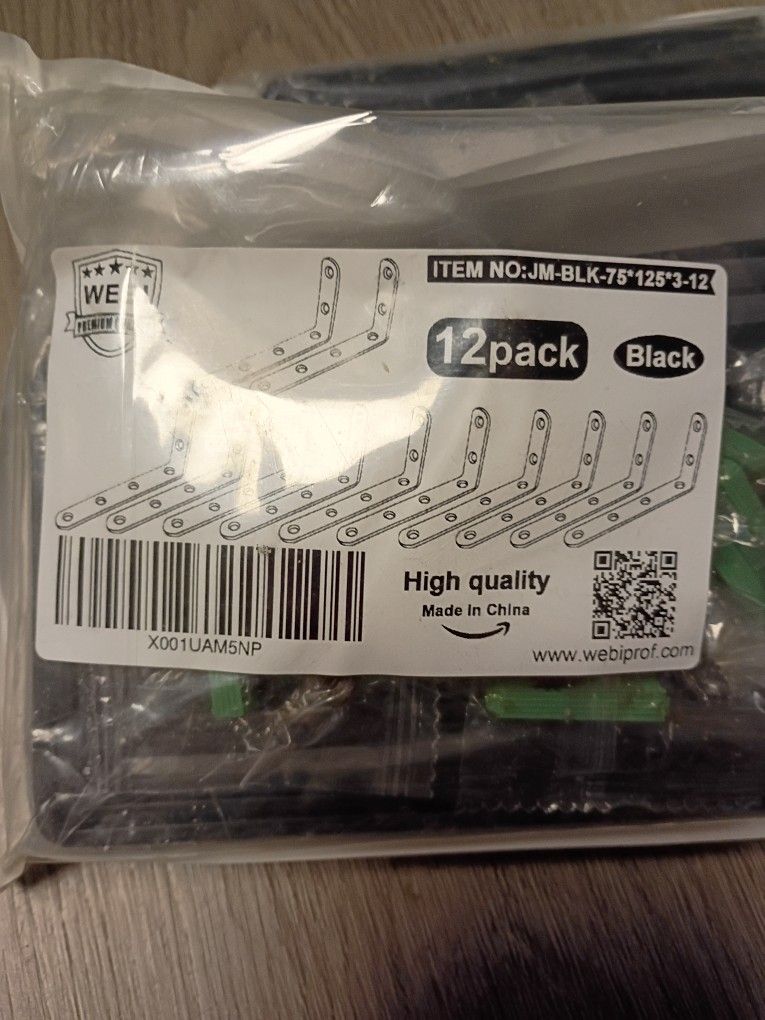 ITEM NO:JM-BLK-75*125*3-12
12pack
Black
High quality
Made in China
X001UAM5NP
www.webiprof.com